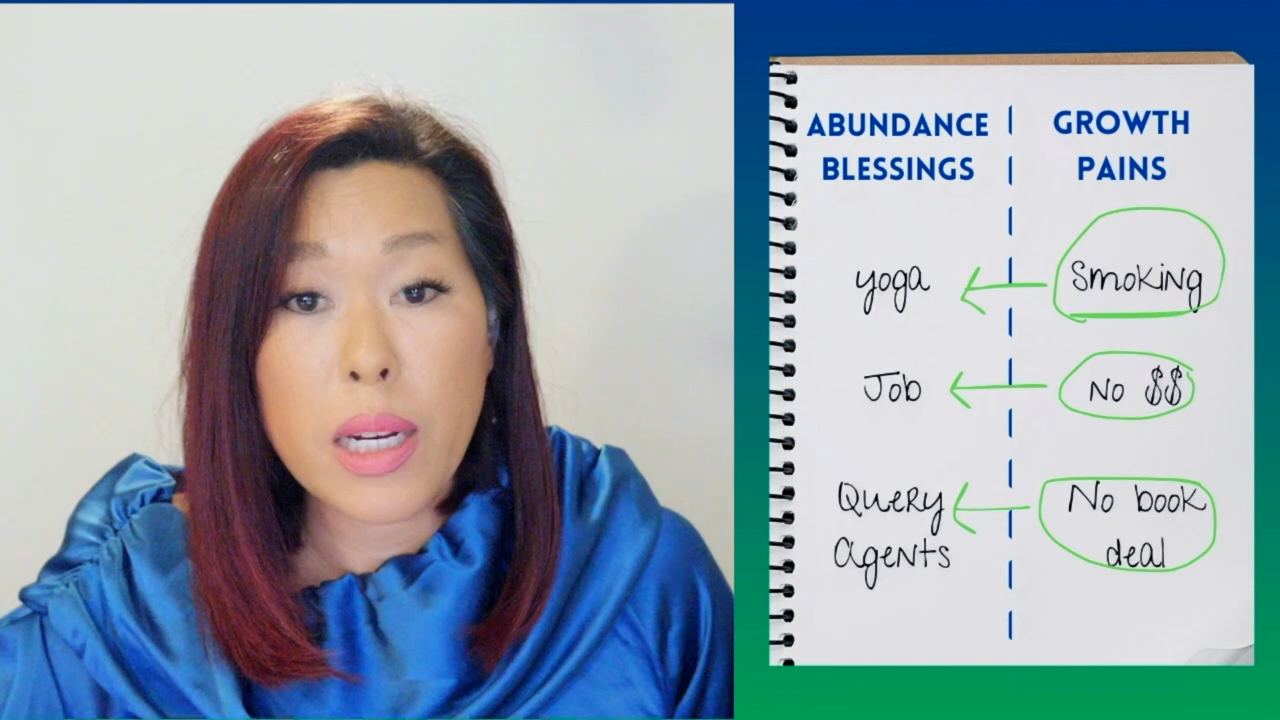 ABUNDANCE
BLESSINGS
GROWTH
PAINS
yoga
smoking
Job
No $$
Query
agents
No book
deal